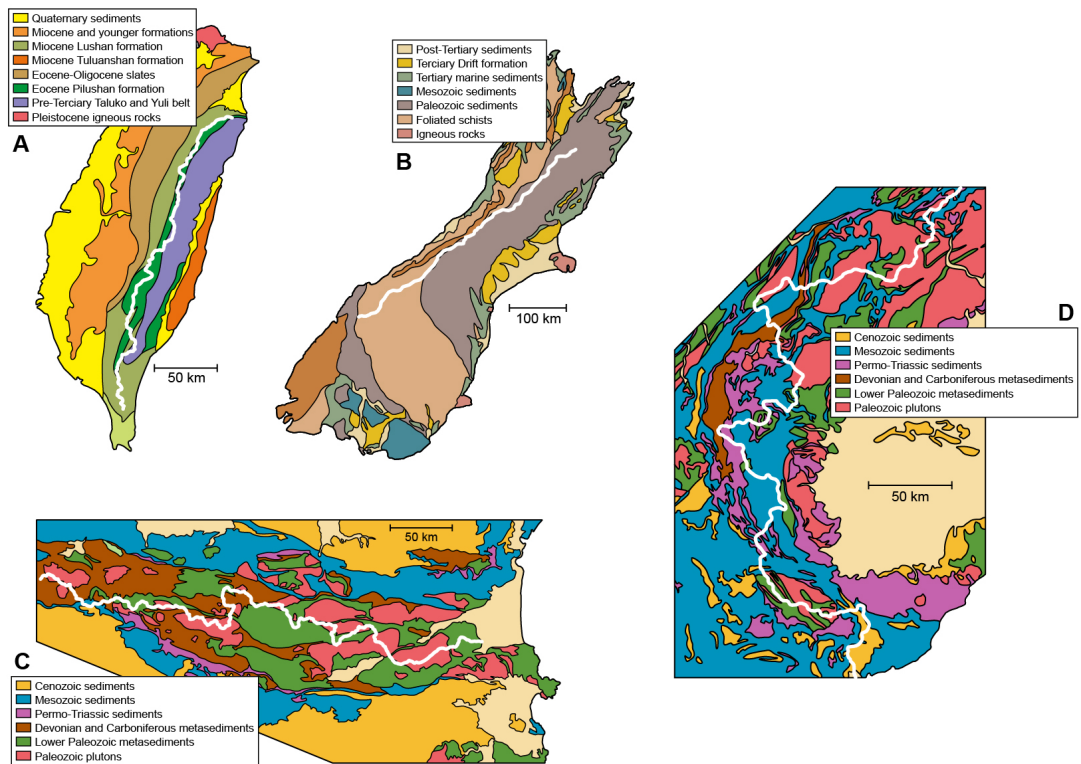 Quaternary sediments
Miocene and younger formations
Miocene Lushan formation
Miocene Tuluanshan formation
Eocene-Oligocene slates
Eocene Pilushan formation
Pre-Terciary Taluko and Yuli belt
Pleistocene igneous rocks
A
50 km
Post-Tertiary sediments
Terciary Drift formation
Tertiary marine sediments
Mesozoic sediments
Paleozoic sediments
Foliated schists
Igneous rocks
B
100 km
D
Cenozoic sediments
Mesozoic sediments
Permo-Triassic sediments
Devonian and Carboniferous metasediments
Lower Paleozoic metasediments
Paleozoic plutons
50 km
50 km
C
Cenozoic sediments
Mesozoic sediments
Permo-Triassic sediments
Devonian and Carboniferous metasediments
Lower Paleozoic metasediments
Paleozoic plutons